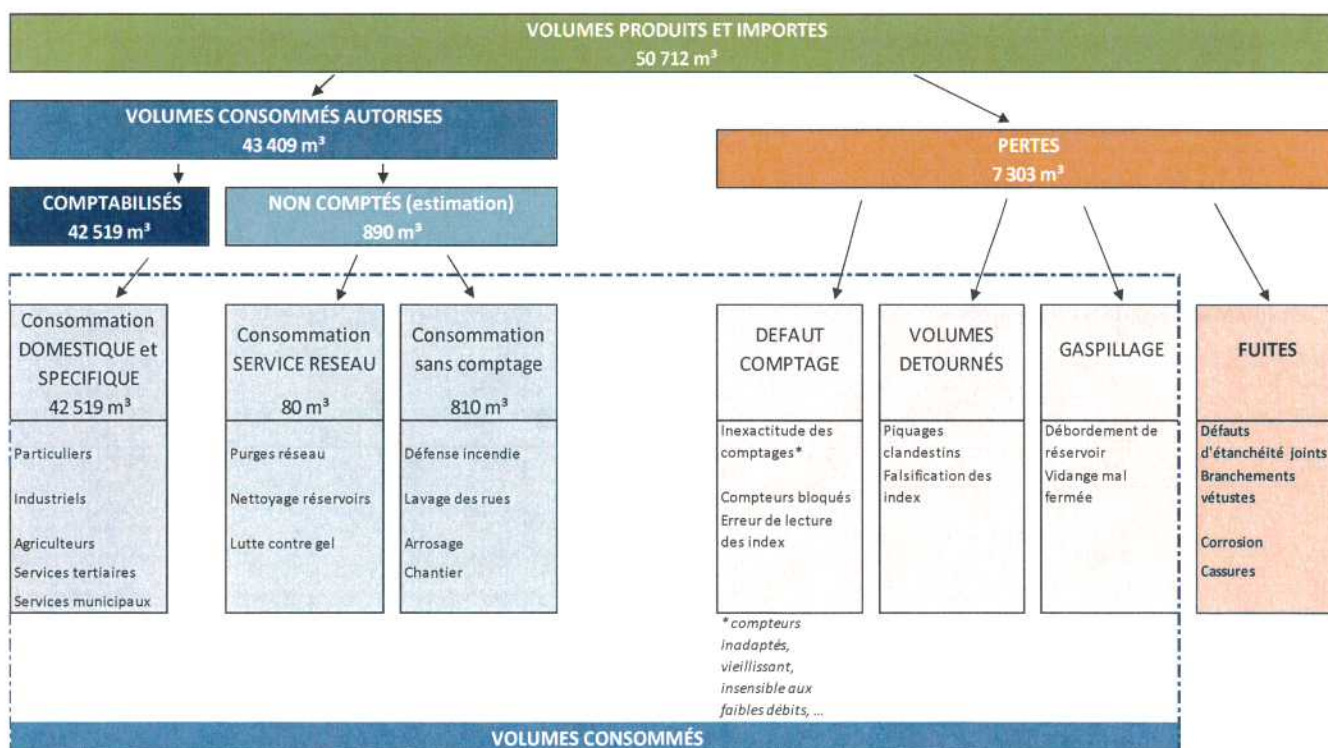 VOLUMES PRODUITS ET IMPORTES
50 712 m³
VOLUMES CONSOMMÉS AUTORISES
43 409 m³
PERTES
7 303 m³
COMPTABILISÉS
42 519 m³
NON COMPTÉS (estimation)
890 m³
Consommation
DOMESTIQUE et
SPECIFIQUE
42 519 m³
Particuliers
Industriels
Agriculteurs
Services tertiaires
Services municipaux
Consommation
SERVICE RESEAU
80 m³
Purges réseau
Nettoyage réservoirs
Lutte contre gel
Consommation
sans comptage
810 m³
Défense incendie
Lavage des rues
Arrosage
Chantier
DEFAUT
COMPTAGE
Inexactitude des
comptages*
Compteurs bloqués
Erreur de lecture
des index
* compteurs
inadaptés,
vieillissant,
insensible aux
faibles débits, ...
VOLUMES
DETOURNÉS
Piquages
clandestins
Falsification des
index
GASPILLAGE
Débordement de
réservoir
Vidange mal
fermée
FUITES
Défauts
d'étanchéité joints
Branchements
vétustes
Corrosion
Cassures
VOLUMES CONSOMMÉS